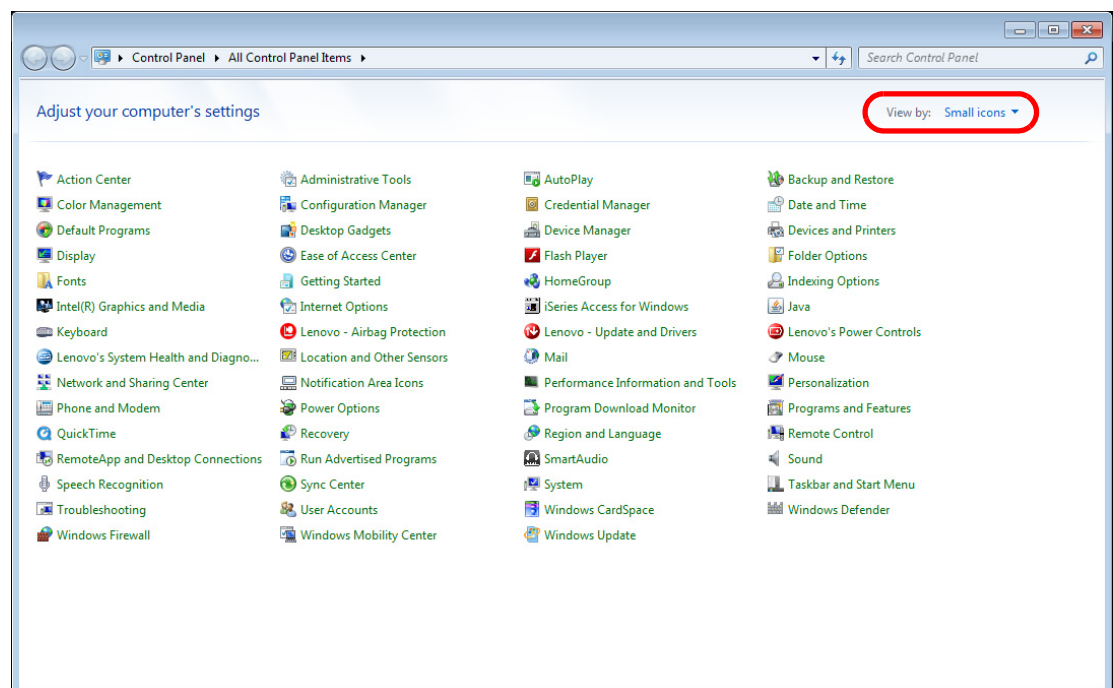 Control Panel All Control Panel Items Search Control Panel
Adjust your computer's settings View by: Small icons
Action Center Administrative Tools AutoPlay Backup and Restore
Color Management Configuration Manager Credential Manager Date and Time
Default Programs Desktop Gadgets Device Manager Devices and Printers
Display Ease of Access Center Flash Player Folder Options
Fonts Getting Started HomeGroup Indexing Options
Intel(R) Graphics and Media Internet Options iSeries Access for Windows Java
Keyboard Lenovo - Airbag Protection Lenovo - Update and Drivers Lenovo's Power Controls
Lenovo's System Health and Diagno... Location and Other Sensors Mail Mouse
Network and Sharing Center Notification Area Icons Performance Information and Tools Personalization
Phone and Modem Power Options Program Download Monitor Programs and Features
QuickTime Recovery Region and Language Remote Control
RemoteApp and Desktop Connections Run Advertised Programs SmartAudio Sound
Speech Recognition Sync Center System Taskbar and Start Menu
Troubleshooting User Accounts Windows CardSpace Windows Defender
Windows Firewall Windows Mobility Center Windows Update